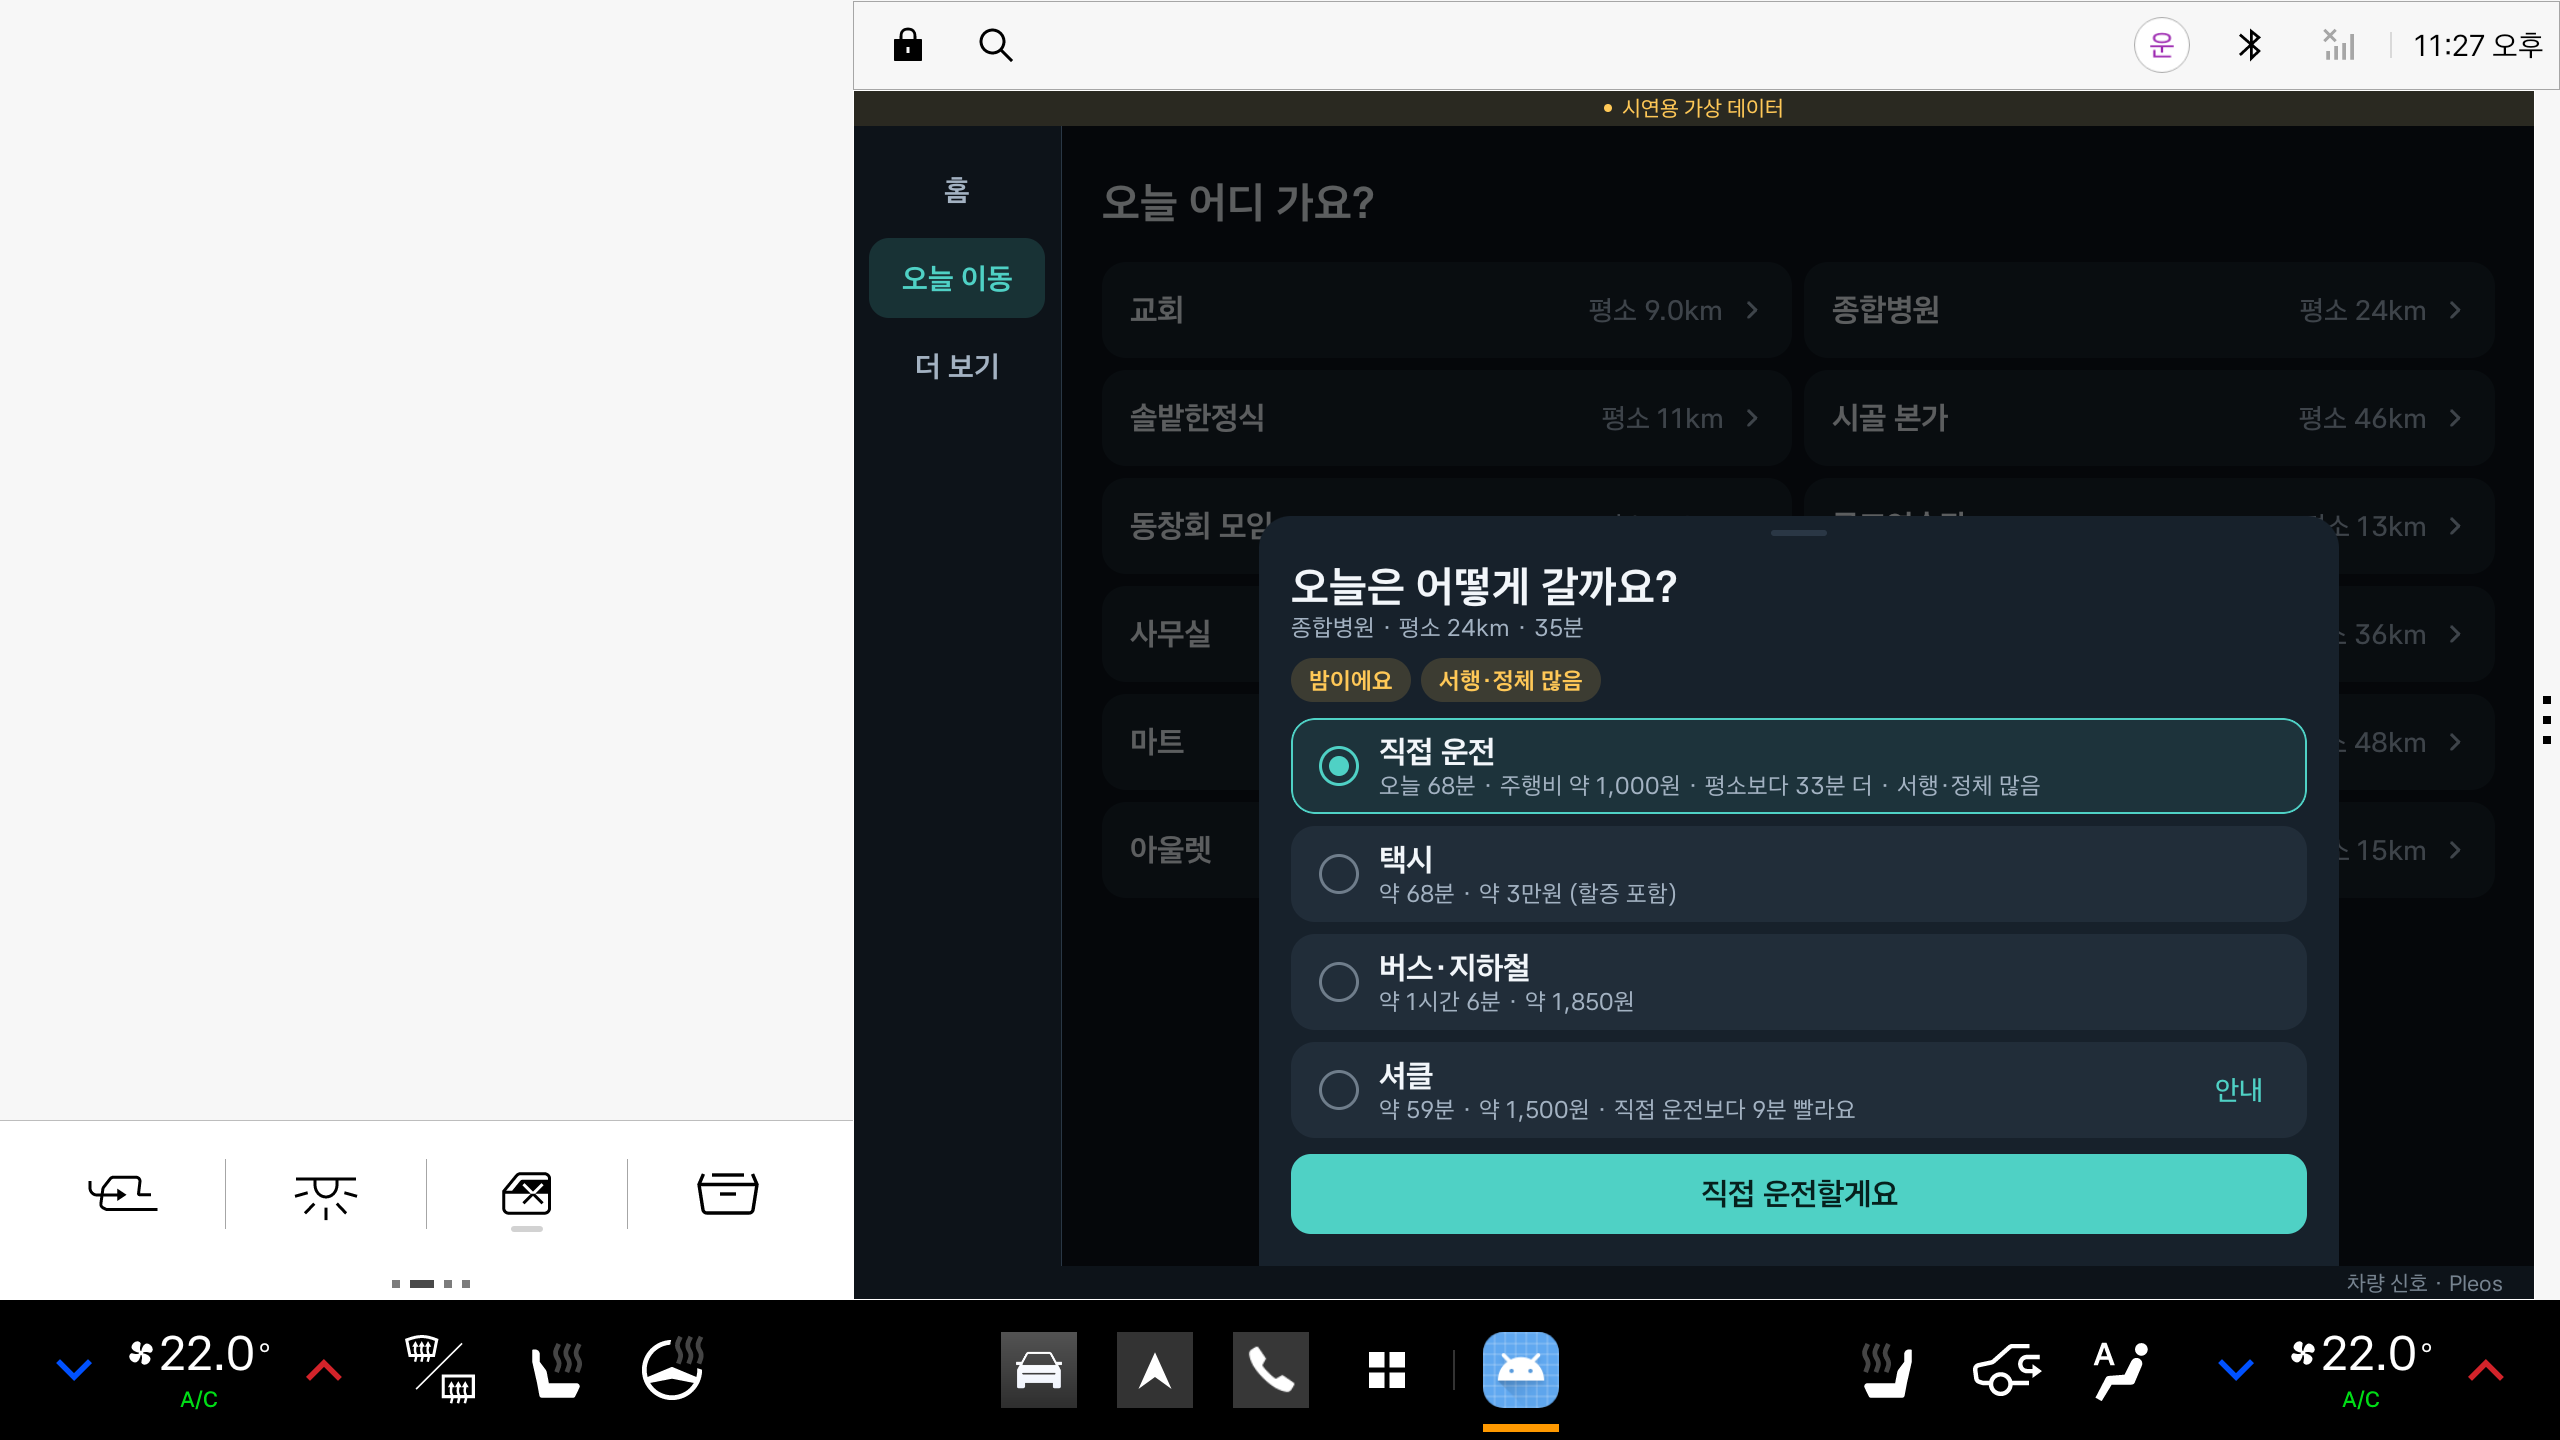 운
11:27 오후
시연용 가상 데이터
홈
오늘 이동
더 보기
오늘 어디 가요?
교회 평소 9.0km
종합병원 평소 24km
솔밭한정식 평소 11km
시골 본가 평소 46km
동창회 모임
13km
사무실
36km
마트
48km
아울렛
15km
오늘은 어떻게 갈까요?
종합병원 · 평소 24km · 35분
밤이에요
서행·정체 많음
직접 운전
오늘 68분 · 주행비 약 1,000원 · 평소보다 33분 더 · 서행·정체 많음
택시
약 68분 · 약 3만원 (할증 포함)
버스·지하철
약 1시간 6분 · 약 1,850원
셔클
약 59분 · 약 1,500원 · 직접 운전보다 9분 빨라요
안내
직접 운전할게요
차량 신호 · Pleos
22.0°
A/C
A
22.0°
A/C